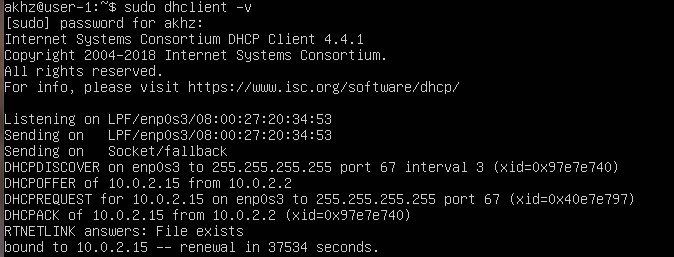 akhz@user-1:~$ sudo dhclient -v
[sudo] password for akhz:
Internet Systems Consortium DHCP Client 4.4.1
Copyright 2004-2018 Internet Systems Consortium.
All rights reserved.
For info, please visit https://www.isc.org/software/dhcp/

Listening on LPF/enp0s3/08:00:27:20:34:53
Sending on   LPF/enp0s3/08:00:27:20:34:53
Sending on   Socket/fallback
DHCPDISCOVER on enp0s3 to 255.255.255.255 port 67 interval 3 (xid=0x97e7e740)
DHCPOFFER of 10.0.2.15 from 10.0.2.2
DHCPREQUEST for 10.0.2.15 on enp0s3 to 255.255.255.255 port 67 (xid=0x40e7e797)
DHCPACK of 10.0.2.15 from 10.0.2.2 (xid=0x97e7e740)
RTNETLINK answers: File exists
bound to 10.0.2.15 -- renewal in 37534 seconds.